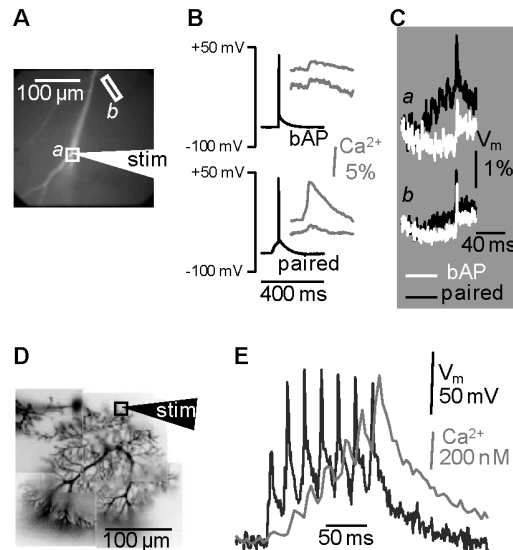 A
100 µm
b
a
stim
B
+50 mV
-100 mV
bAP
Ca2+
5%
+50 mV
-100 mV
paired
400 ms
C
a
Vm
1%
b
40 ms
bAP
paired
D
stim
100 µm
E
Vm
50 mV
Ca2+
200 nM
50 ms